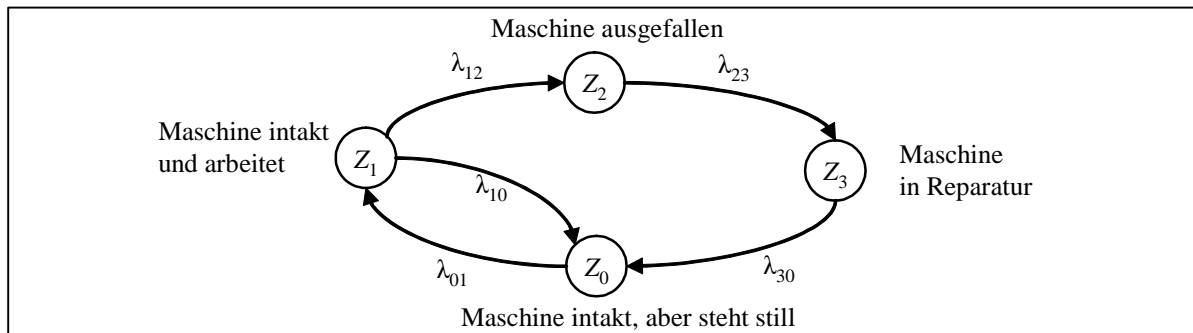 Maschine ausgefallen
λ12
Z2
λ23
Maschine intakt
und arbeitet
Z1
λ10
Z3
Maschine
in Reparatur
λ01
Z0
λ30
Maschine intakt, aber steht still